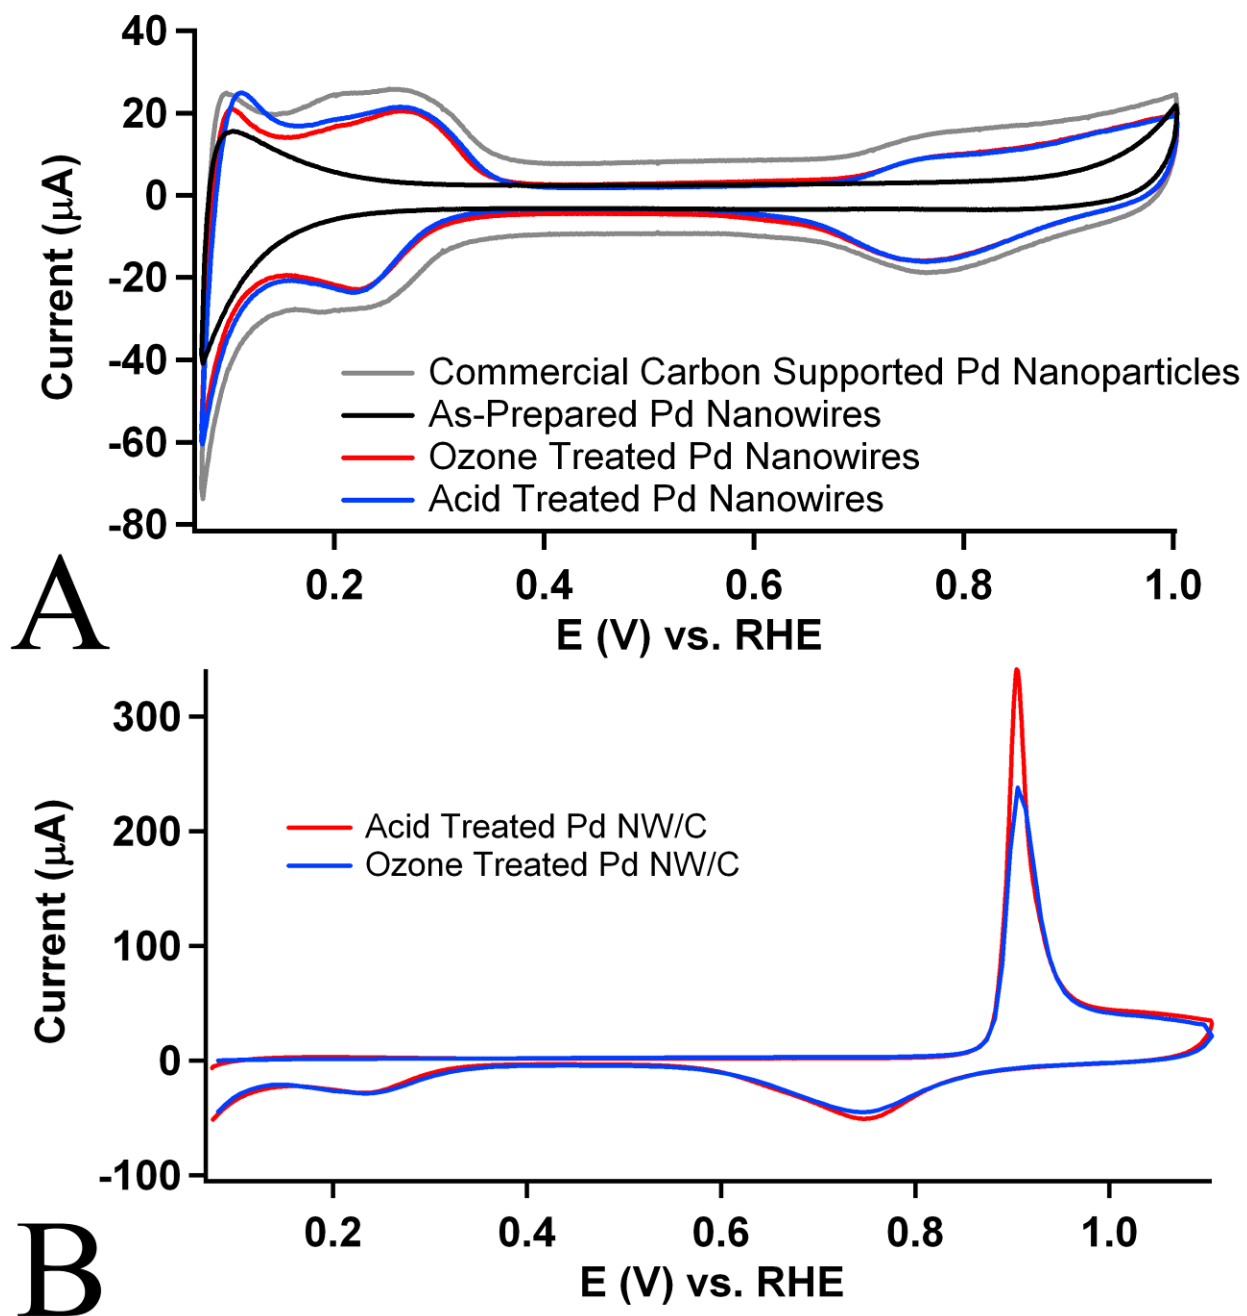 40
20
0
-20
-40
-60
-80
Current (μA)
Commercial Carbon Supported Pd Nanoparticles
As-Prepared Pd Nanowires
Ozone Treated Pd Nanowires
Acid Treated Pd Nanowires
0.2 0.4 0.6 0.8 1.0
E (V) vs. RHE
A
300
200
100
0
-100
Current (μA)
Acid Treated Pd NW/C
Ozone Treated Pd NW/C
0.2 0.4 0.6 0.8 1.0
E (V) vs. RHE
B